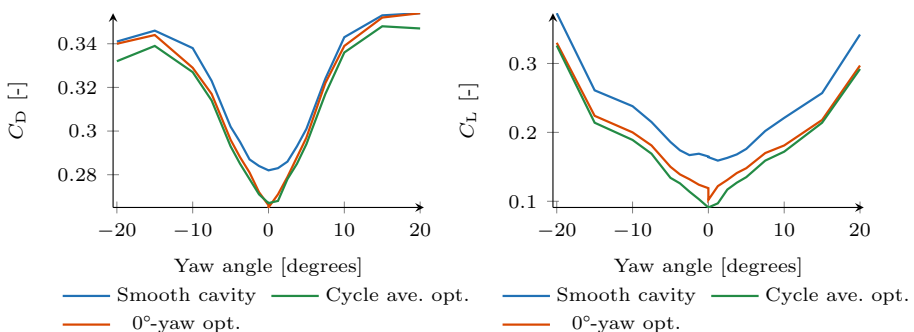 0.34
0.32
0.3
0.28
C_D [-]
−20 −10 0 10 20
Yaw angle [degrees]
Smooth cavity Cycle ave. opt.
0°-yaw opt.
0.3
0.2
0.1
C_L [-]
−20 −10 0 10 20
Yaw angle [degrees]
Smooth cavity Cycle ave. opt.
0°-yaw opt.